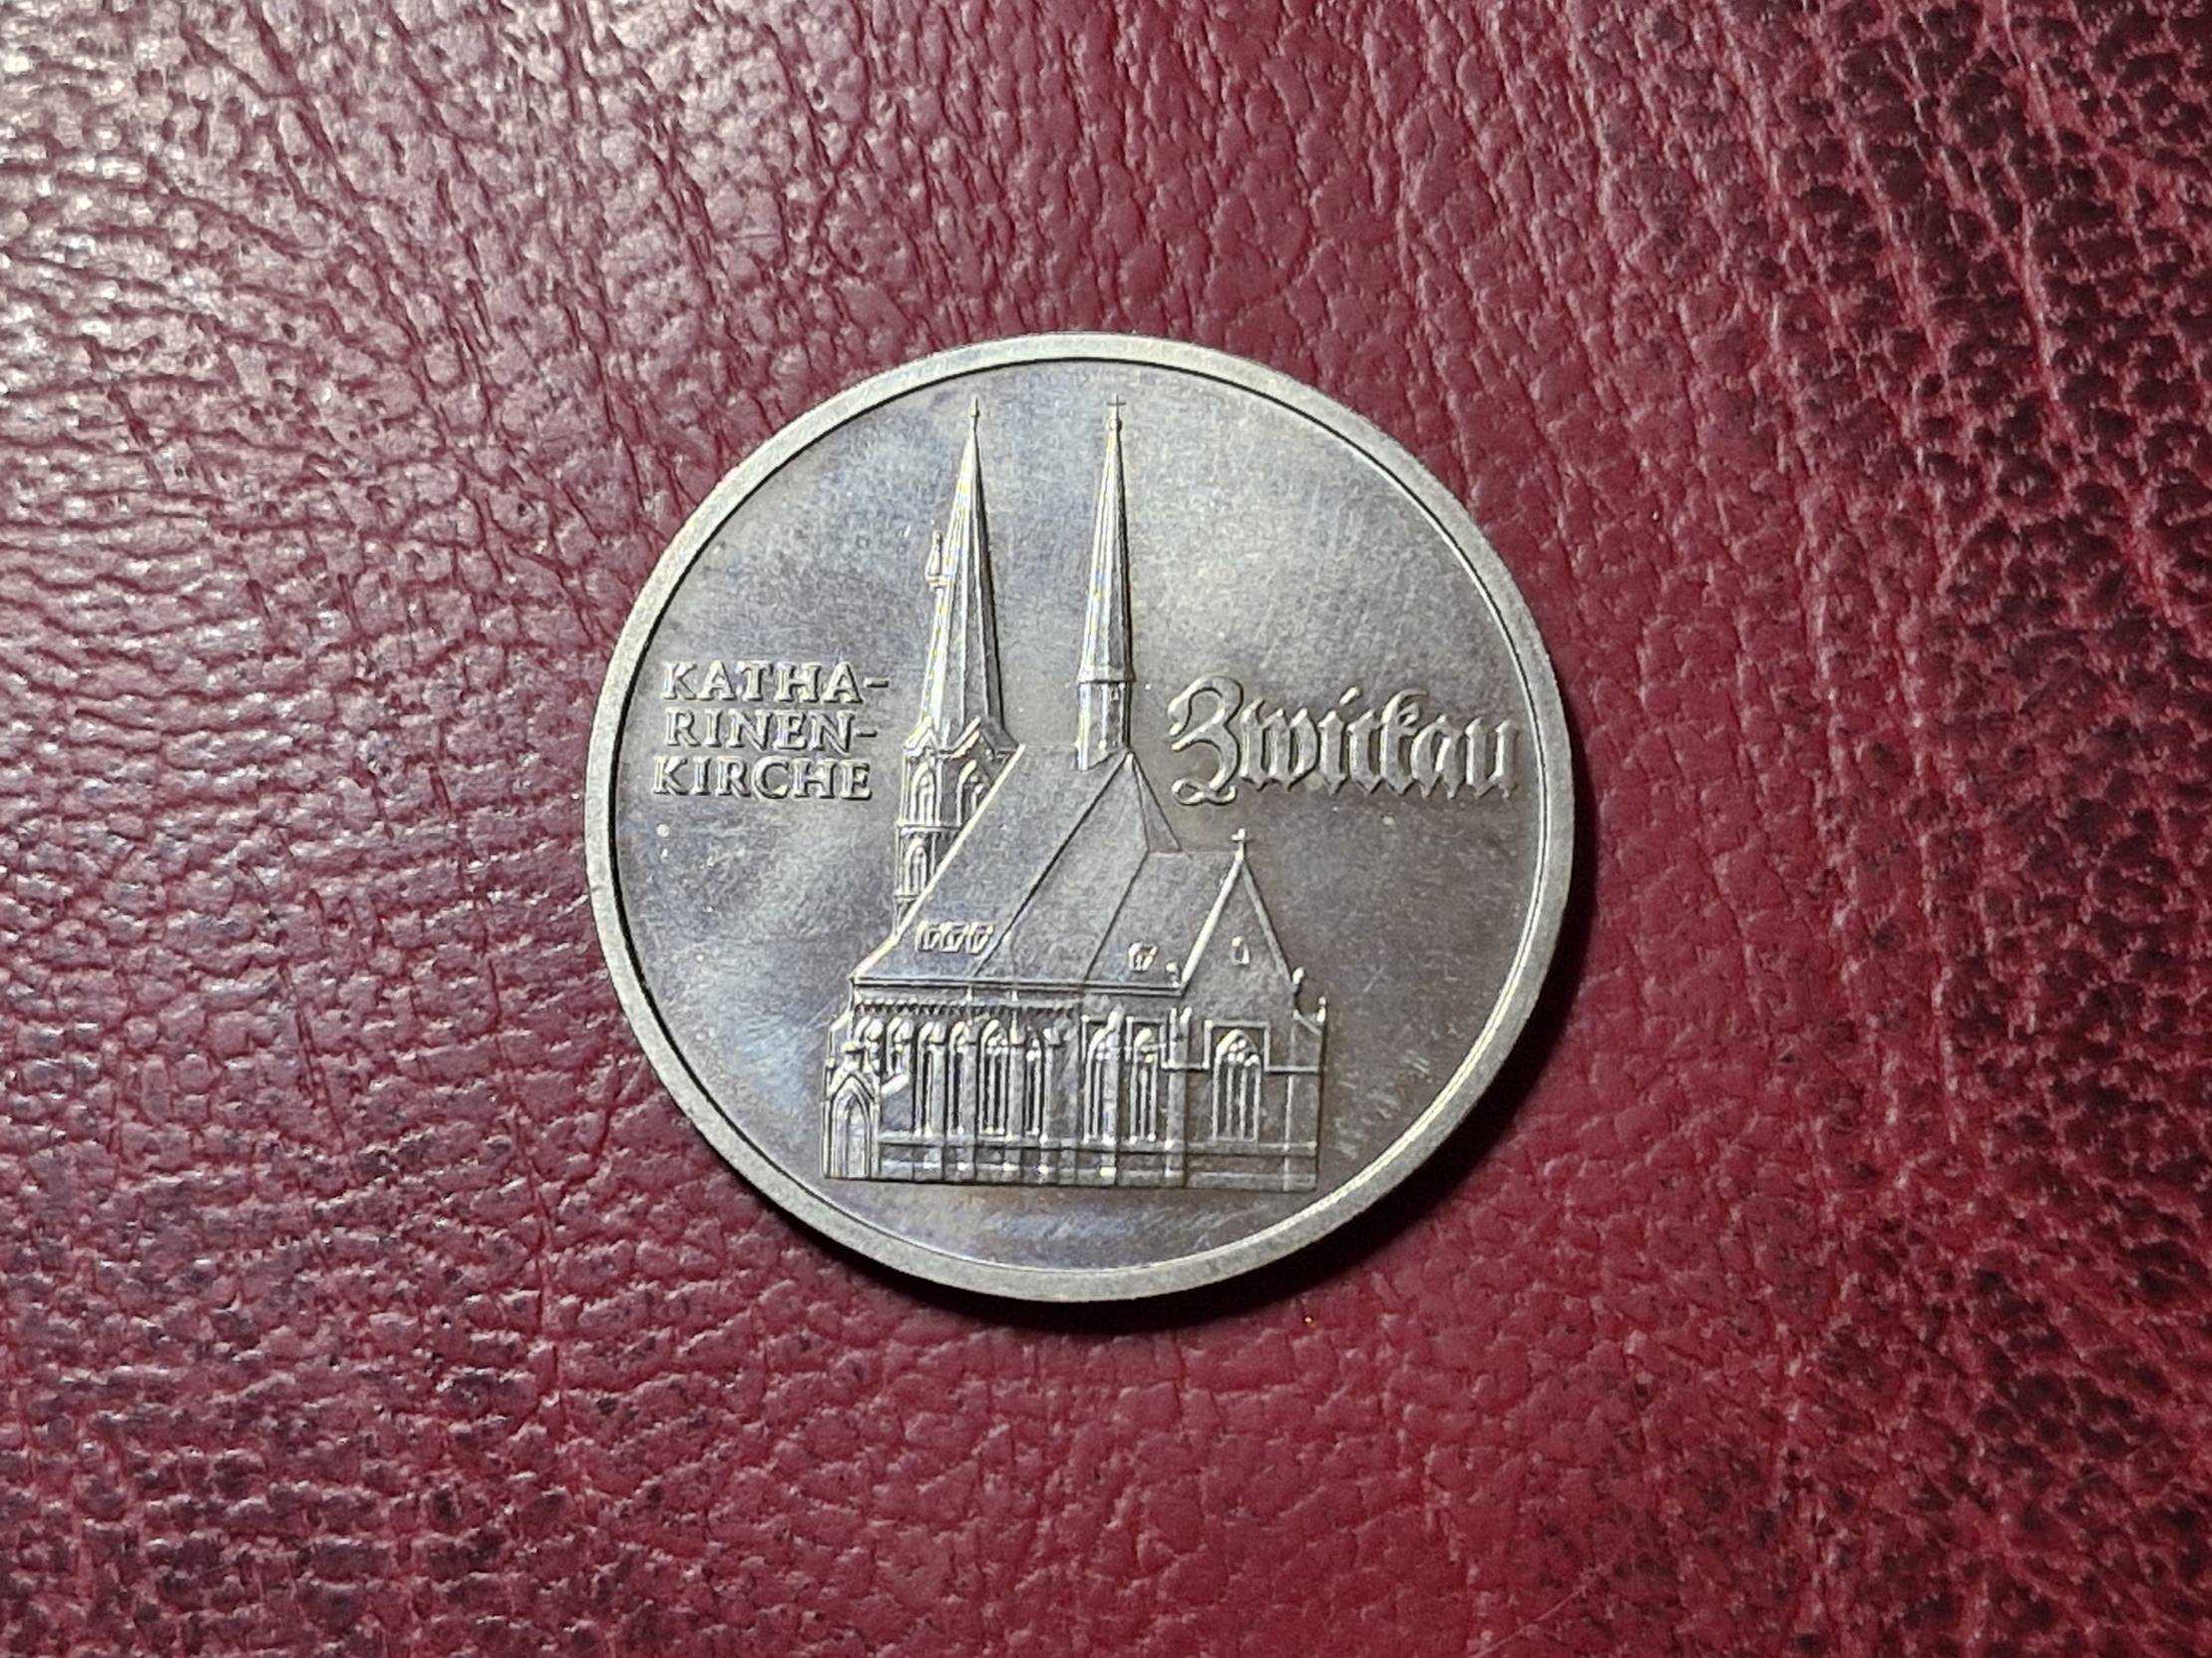 KATHA-
RINEN-
KIRCHE
Zwickau